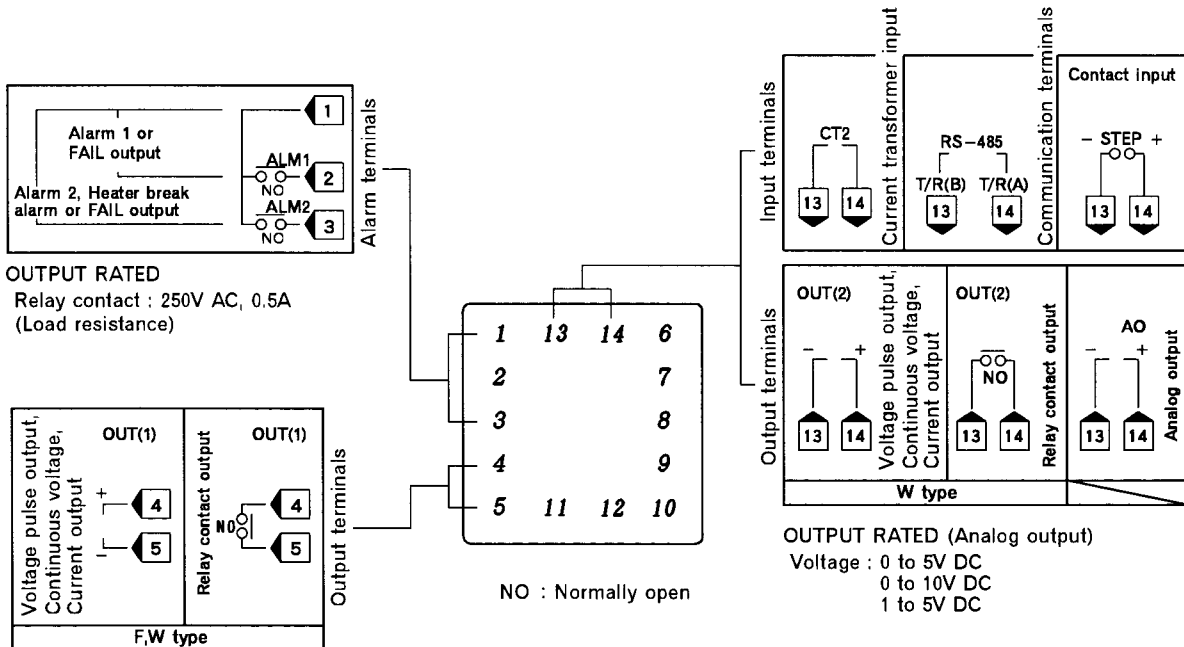 1
Alarm 1 or
FAIL output
ALM1
2
NO
Alarm 2, Heater break
alarm or FAIL output
ALM2
3
NO
Alarm terminals
OUTPUT RATED
Relay contact : 250V AC, 0.5A
(Load resistance)
Voltage pulse output,
Continuous voltage,
Current output
OUT(1)
+
4
-
5
Relay contact output
OUT(1)
NO
4
5
F,W type
Output terminals
1 13 14 6
2 7
3 8
4 9
5 11 12 10
NO : Normally open
Input terminals
CT2
13 14
Current transformer input
RS-485
T/R(B) T/R(A)
13 14
Communication terminals
Contact input
- STEP +
13 14
Output terminals
OUT(2)
- +
13 14
Voltage pulse output,
Continuous voltage,
Current output
OUT(2)
NO
13 14
Relay contact output
W type
AO
- +
13 14
Analog output
OUTPUT RATED (Analog output)
Voltage : 0 to 5V DC
0 to 10V DC
1 to 5V DC